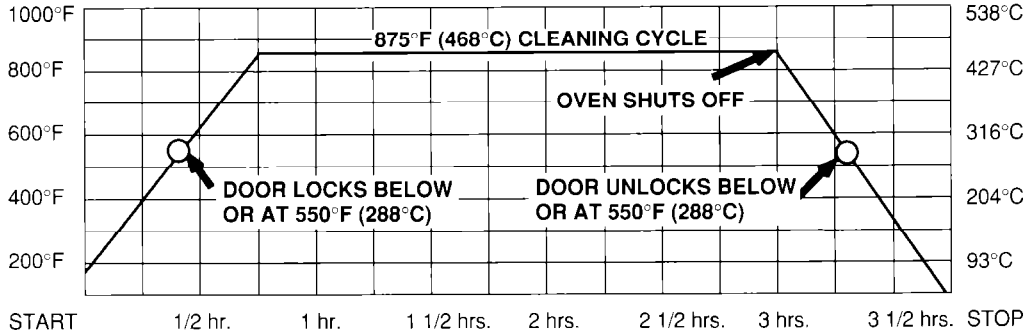 1000°F
538°C
875°F (468°C) CLEANING CYCLE
800°F
427°C
OVEN SHUTS OFF
600°F
316°C
DOOR LOCKS BELOW
OR AT 550°F (288°C)
DOOR UNLOCKS BELOW
OR AT 550°F (288°C)
400°F
204°C
200°F
93°C
START 1/2 hr. 1 hr. 1 1/2 hrs. 2 hrs. 2 1/2 hrs. 3 hrs. 3 1/2 hrs. STOP